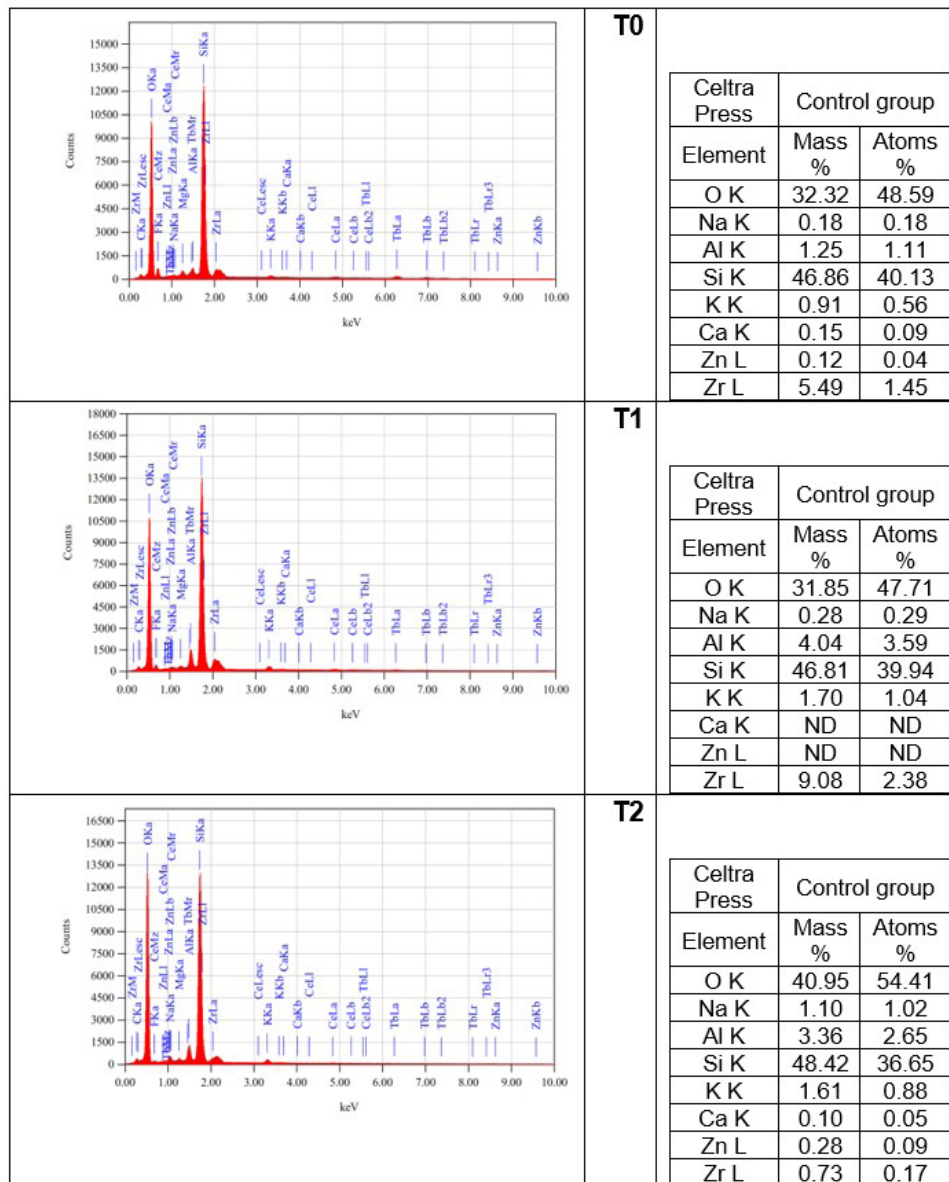 T0
15000
13500
12000
10500
9000
7500
6000
4500
3000
1500
0
Counts
0.00 1.00 2.00 3.00 4.00 5.00 6.00 7.00 8.00 9.00 10.00
keV
ZrM
CKa
ZrLesc
OKa
FKa
CeMz
ZnLl
NaKa
ZnLa
CeMa
ZnLb
CeMr
MgKa
AlKa
TbMr
SiKa
ZrLl
ZrLa
CeLesc
KKa
KKb
CaKa
CaKb
CeLl
CeLa
CeLb
CeLb2
TbLl
TbLa
TbLb
TbLb2
TbLr
TbLr3
ZnKa
ZnKb
Celtra Press Control group
Element Mass % Atoms %
O K 32.32 48.59
Na K 0.18 0.18
Al K 1.25 1.11
Si K 46.86 40.13
K K 0.91 0.56
Ca K 0.15 0.09
Zn L 0.12 0.04
Zr L 5.49 1.45
T1
18000
16500
15000
13500
12000
10500
9000
7500
6000
4500
3000
1500
0
Counts
0.00 1.00 2.00 3.00 4.00 5.00 6.00 7.00 8.00 9.00 10.00
keV
ZrM
CKa
ZrLesc
OKa
FKa
CeMz
ZnLl
NaKa
ZnLa
CeMa
ZnLb
CeMr
MgKa
AlKa
TbMr
SiKa
ZrLl
ZrLa
CeLesc
KKa
KKb
CaKa
CaKb
CeLl
CeLa
CeLb
CeLb2
TbLl
TbLa
TbLb
TbLb2
TbLr
TbLr3
ZnKa
ZnKb
Celtra Press Control group
Element Mass % Atoms %
O K 31.85 47.71
Na K 0.28 0.29
Al K 4.04 3.59
Si K 46.81 39.94
K K 1.70 1.04
Ca K ND ND
Zn L ND ND
Zr L 9.08 2.38
T2
16500
15000
13500
12000
10500
9000
7500
6000
4500
3000
1500
0
Counts
0.00 1.00 2.00 3.00 4.00 5.00 6.00 7.00 8.00 9.00 10.00
keV
ZrM
CKa
ZrLesc
OKa
FKa
CeMz
ZnLl
NaKa
ZnLa
CeMa
ZnLb
CeMr
MgKa
AlKa
TbMr
SiKa
ZrLl
ZrLa
CeLesc
KKa
KKb
CaKa
CaKb
CeLl
CeLa
CeLb
CeLb2
TbLl
TbLa
TbLb
TbLb2
TbLr
TbLr3
ZnKa
ZnKb
Celtra Press Control group
Element Mass % Atoms %
O K 40.95 54.41
Na K 1.10 1.02
Al K 3.36 2.65
Si K 48.42 36.65
K K 1.61 0.88
Ca K 0.10 0.05
Zn L 0.28 0.09
Zr L 0.73 0.17